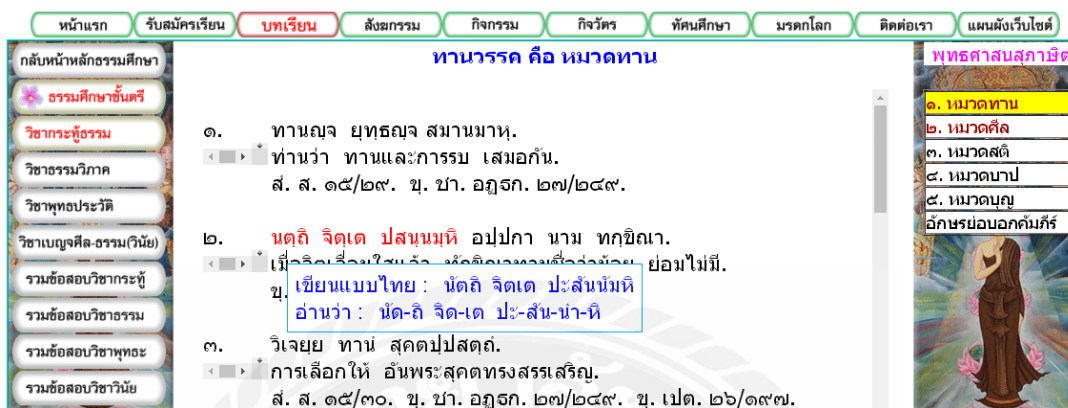 หน้าแรก รับสมัครเรียน บทเรียน สังฆกรรม กิจกรรม กิจวัตร ทัศนศึกษา มรดกโลก ติดต่อเรา แผนผังเว็บไซต์
กลับหน้าหลักธรรมศึกษา
ธรรมศึกษาชั้นตรี
วิชากระทู้ธรรม
วิชาธรรมวิภาค
วิชาพุทธประวัติ
วิชาเบญจศีล-ธรรม(วินัย)
รวมข้อสอบวิชากระทู้
รวมข้อสอบวิชาธรรม
รวมข้อสอบวิชาพุทธะ
รวมข้อสอบวิชาวินัย
ทานวรรค คือ หมวดทาน
๑. ทานญฺจ ยุทฺธญฺจ สมานมาหุ.
ท่านว่า ทานและการรบ เสมอกัน.
สํ. ส. ๑๕/๒๙. ขุ. ชา. อฏฺฐก. ๒๗/๒๔๙.
๒. นตฺถิ จิตฺเต ปสนฺนมฺหิ อปฺปกา นาม ทกฺขิณา.
เมื่อจิตเลื่อมใสแล้ว ทักขิณาทานชื่อว่าน้อย ย่อมไม่มี.
ขุ.
เขียนแบบไทย : นัตถิ จิตเต ปะสันนัมหิ
อ่านว่า : นัด-ถิ จิด-เต ปะ-สัน-นำ-หิ
๓. วิเจยฺย ทานํ สุคตปฺปสตฺถํ.
การเลือกให้ อันพระสุคตทรงสรรเสริญ.
สํ. ส. ๑๕/๓๐. ขุ. ชา. อฏฺฐก. ๒๗/๒๔๙. ขุ. เปต. ๒๖/๑๙๗.
พุทธศาสนสุภาษิต
๑. หมวดทาน
๒. หมวดศีล
๓. หมวดสติ
๔. หมวดบาป
๕. หมวดบุญ
อักษรย่อบอกคัมภีร์